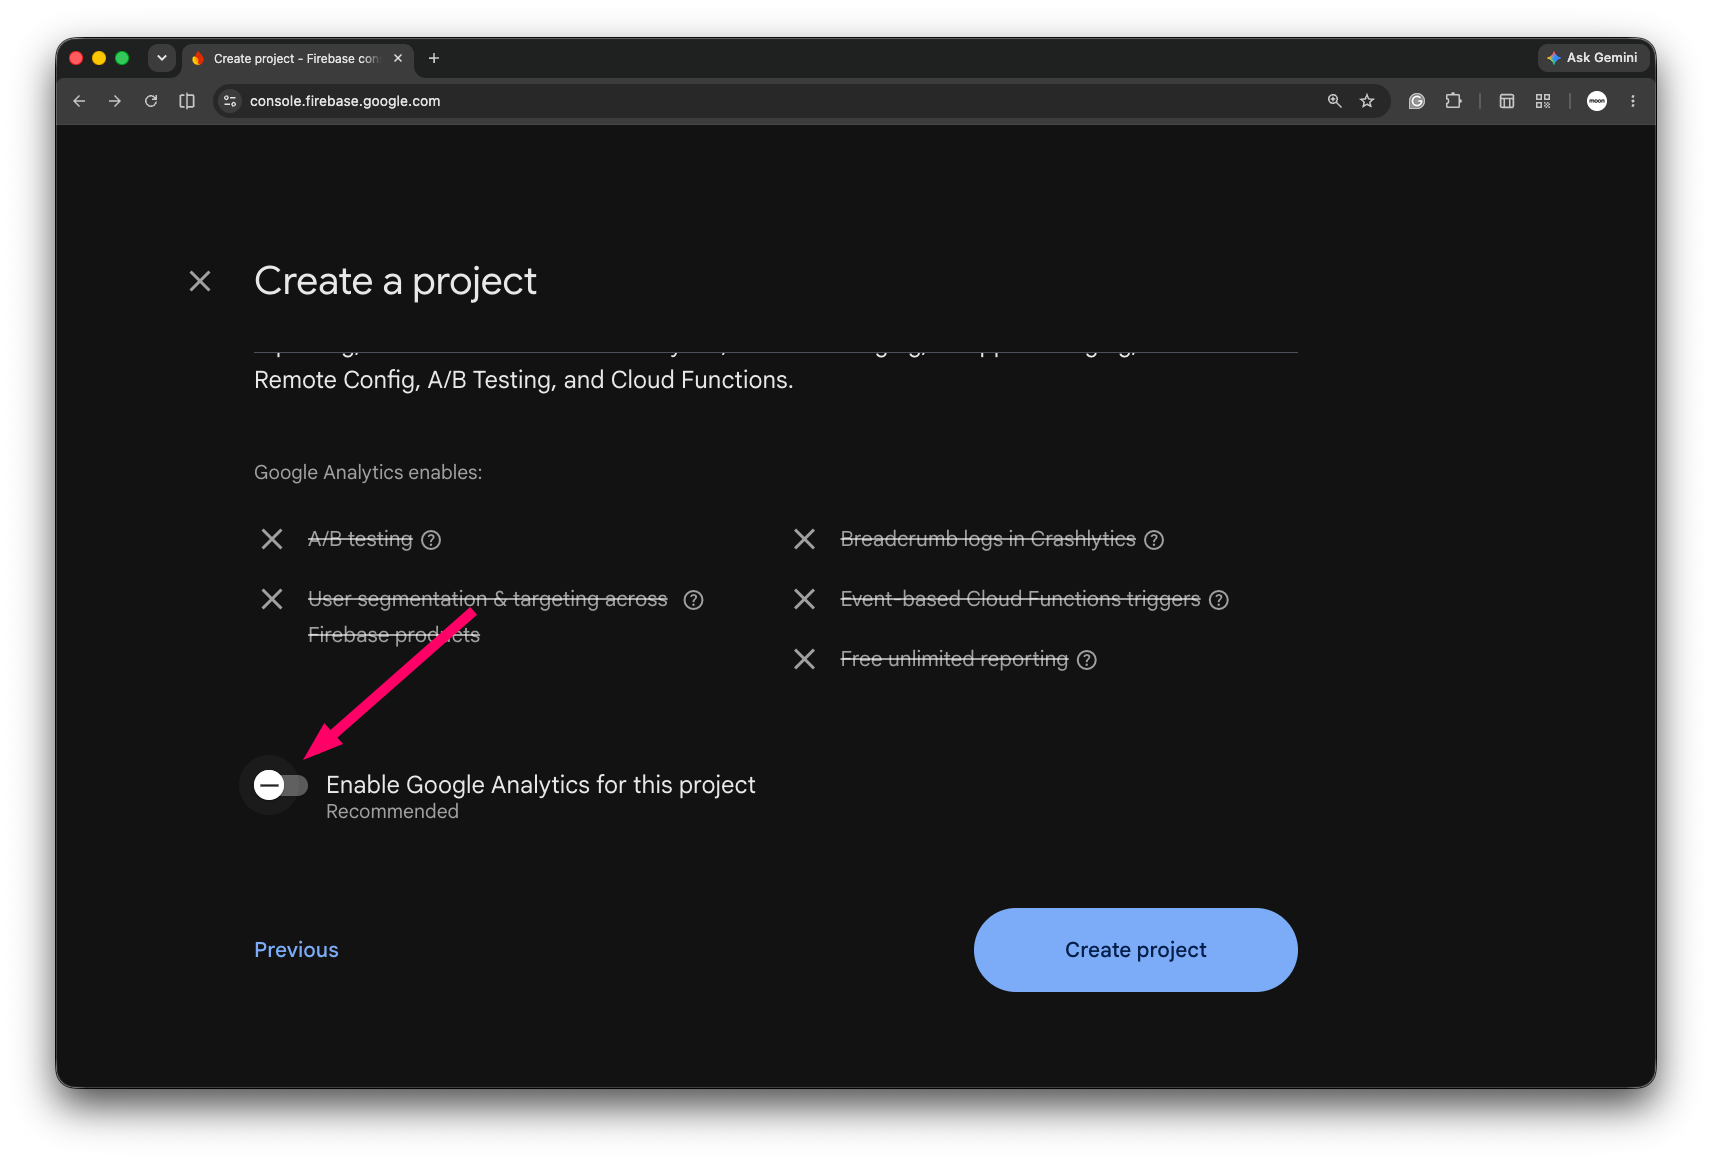 Create project - Firebase con
Ask Gemini
console.firebase.google.com
moon
Create a project
Remote Config, A/B Testing, and Cloud Functions.
Google Analytics enables:
A/B testing
Breadcrumb logs in Crashlytics
User segmentation & targeting across
Firebase products
Event-based Cloud Functions triggers
Free unlimited reporting
Enable Google Analytics for this project
Recommended
Previous
Create project